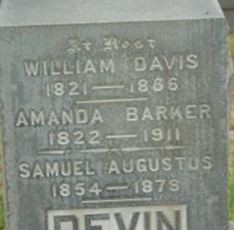 At Rest
WILLIAM DAVIS
1821—1866
AMANDA BARKER
1822—1911
SAMUEL AUGUSTUS
1854—1878
DEVIN